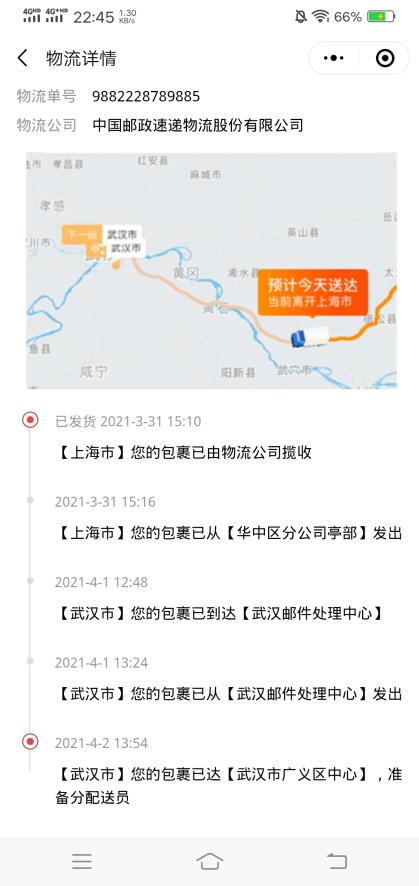 4GHD 4G+HD 22:45 1.30 KB/s 66%
物流详情
物流单号 9882228789885
物流公司 中国邮政速递物流股份有限公司
孝昌县 红安县
麻城市
孝感
英山县
下一站 武汉市
武汉市
川市
黄冈 浠水县
预计今天送达
当前离开上海市
黄石
松县
鱼县
咸宁 阳新县 武穴市
已发货 2021-3-31 15:10
【上海市】您的包裹已由物流公司揽收
2021-3-31 15:16
【上海市】您的包裹已从【华中区分公司亭部】发出
2021-4-1 12:48
【武汉市】您的包裹已到达【武汉邮件处理中心】
2021-4-1 13:24
【武汉市】您的包裹已从【武汉邮件处理中心】发出
2021-4-2 13:54
【武汉市】您的包裹已达【武汉市广义区中心】，准
备分配送员